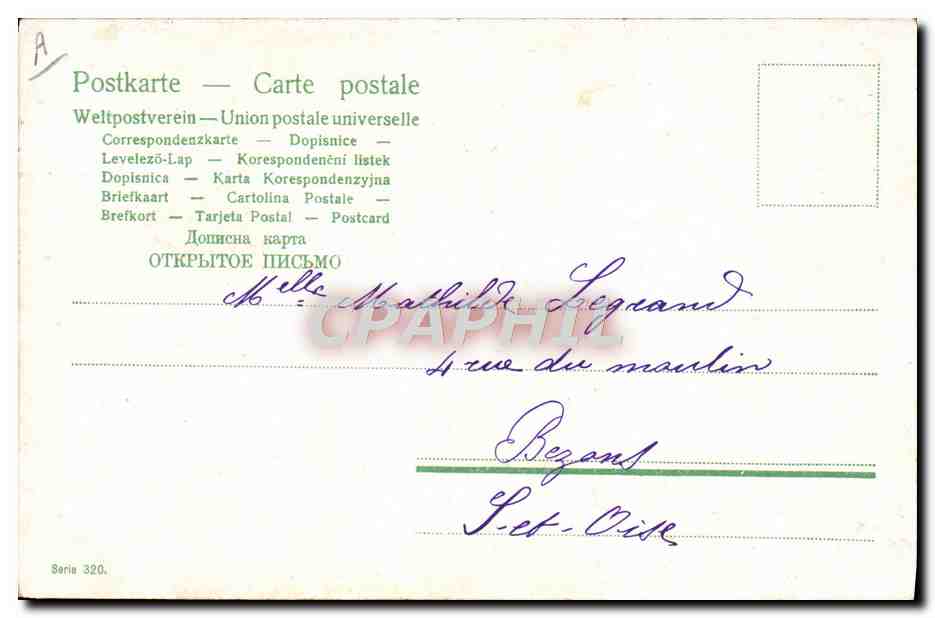 A
Postkarte — Carte postale
Weltpostverein — Union postale universelle
Correspondenzkarte — Dopisnice —
Levelező-Lap — Korespondenční listek
Dopisnica — Karta Korespondenzyjna
Briefkaart — Cartolina Postale —
Brefkort — Tarjeta Postal — Postcard
Дописна карта
ОТКРЫТОЕ ПИСЬМО
Melle Mathilde Legrand
CPAPHIL
4 rue du moulin
Bezons
S-et-Oise
Serie 320.